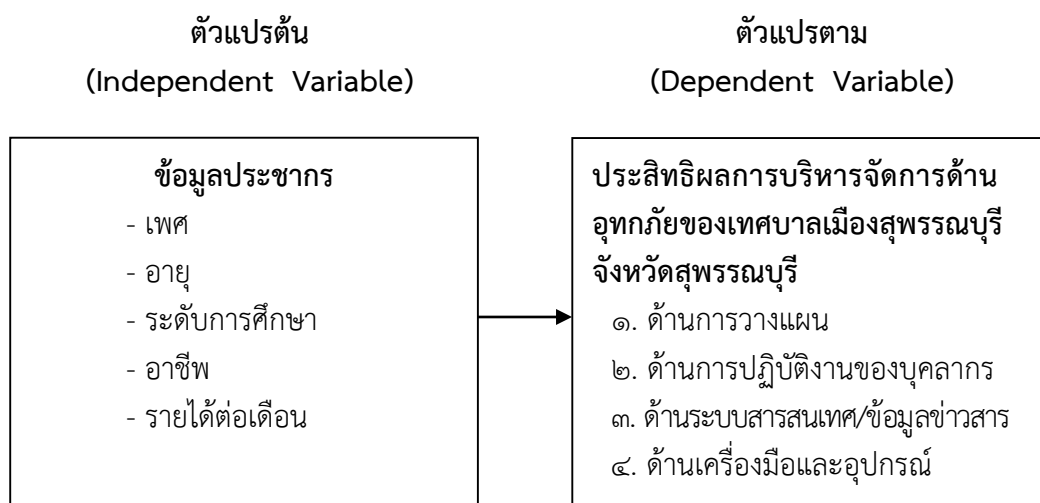 ตัวแปรต้น
(Independent Variable)
ข้อมูลประชากร
- เพศ
- อายุ
- ระดับการศึกษา
- อาชีพ
- รายได้ต่อเดือน
ตัวแปรตาม
(Dependent Variable)
ประสิทธิผลการบริหารจัดการด้าน
อุทกภัยของเทศบาลเมืองสุพรรณบุรี
จังหวัดสุพรรณบุรี
๑. ด้านการวางแผน
๒. ด้านการปฏิบัติงานของบุคลากร
๓. ด้านระบบสารสนเทศ/ข้อมูลข่าวสาร
๔. ด้านเครื่องมือและอุปกรณ์